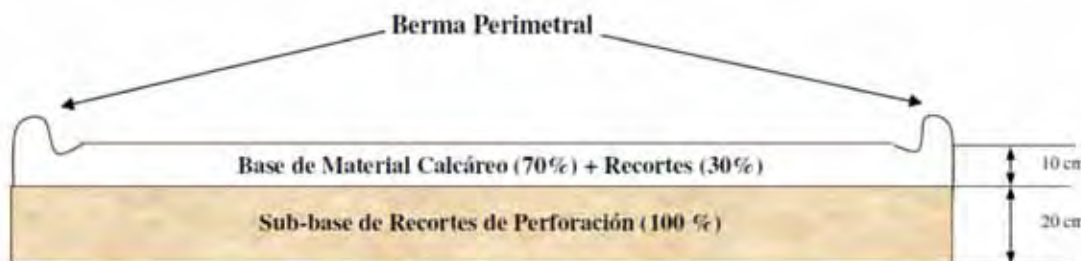 Berma Perimetral
Base de Material Calcáreo (70%) + Recortes (30%)
10 cm
Sub-base de Recortes de Perforación (100 %)
20 cm